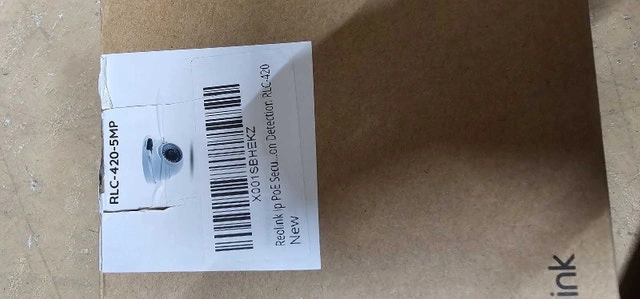 RLC-420-5MP
X001SBHEKZ
Reolink Ip PoE Secu...on Detection RLC-420
New
ink